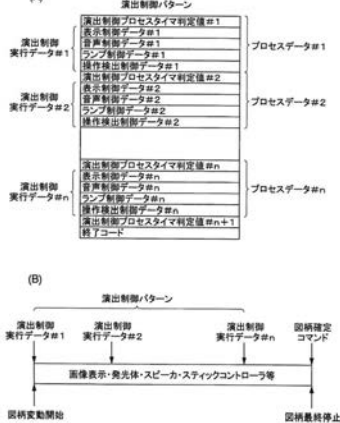 演出制御パターン
演出制御プロセスタイマ判定値#1
表示制御データ#1
音声制御データ#1
ランプ制御データ#1
操作検出制御データ#1
演出制御
実行データ#1
プロセスデータ#1
演出制御プロセスタイマ判定値#2
表示制御データ#2
音声制御データ#2
ランプ制御データ#2
操作検出制御データ#2
演出制御
実行データ#2
プロセスデータ#2
演出制御プロセスタイマ判定値#n
表示制御データ#n
音声制御データ#n
ランプ制御データ#n
操作検出制御データ#n
演出制御
実行データ#n
プロセスデータ#n
演出制御プロセスタイマ判定値#n+1
終了コード
(B)
演出制御パターン
演出制御
実行データ#1
演出制御
実行データ#2
演出制御
実行データ#n
図柄確定
コマンド
画像表示・発光体・スピーカ・スティックコントローラ等
図柄変動開始
図柄最終停止